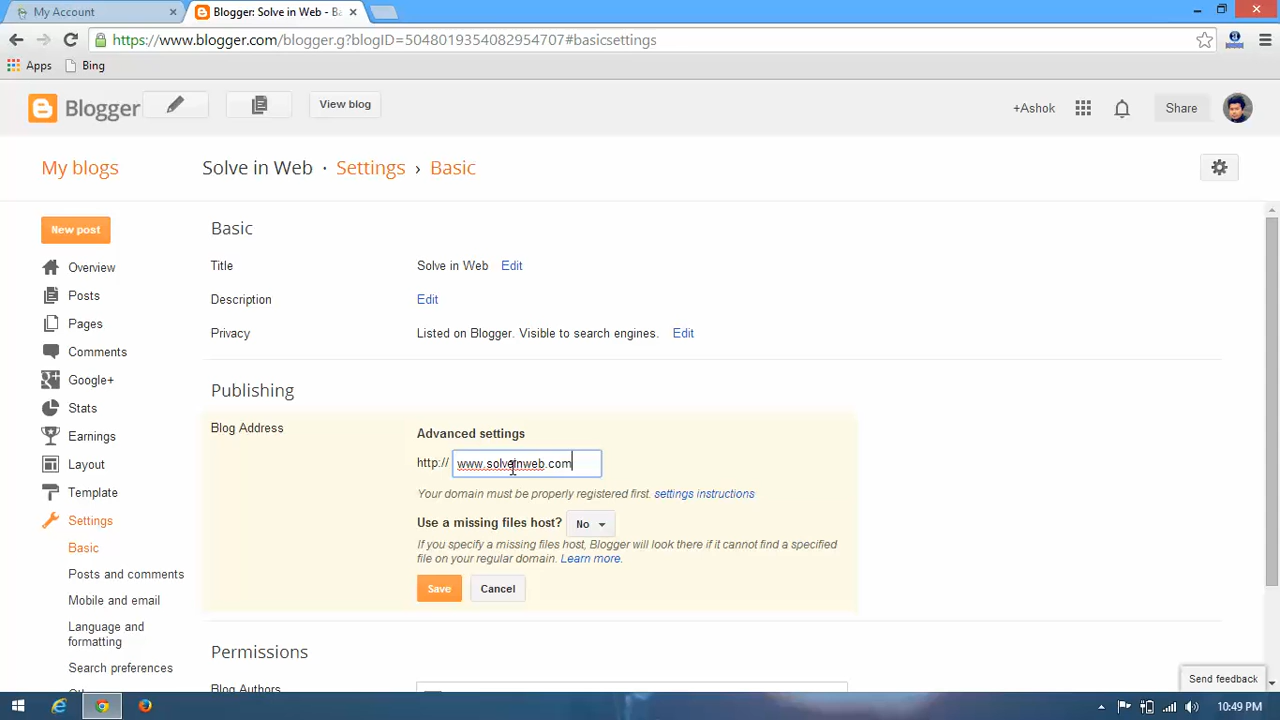 My Account
Blogger: Solve in Web - Ba
https://www.blogger.com/blogger.g?blogID=5048019354082954707#basicsettings
Apps Bing
Blogger View blog +Ashok Share
My blogs Solve in Web · Settings › Basic
New post
Overview
Posts
Pages
Comments
Google+
Stats
Earnings
Layout
Template
Settings
Basic
Posts and comments
Mobile and email
Language and
formatting
Search preferences
Basic
Title Solve in Web Edit
Description Edit
Privacy Listed on Blogger. Visible to search engines. Edit
Publishing
Blog Address
Advanced settings
http:// www.solveinweb.com
Your domain must be properly registered first. settings instructions
Use a missing files host? No
If you specify a missing files host, Blogger will look there if it cannot find a specified
file on your regular domain. Learn more.
Save Cancel
Permissions
Blog Authors
Send feedback
10:49 PM